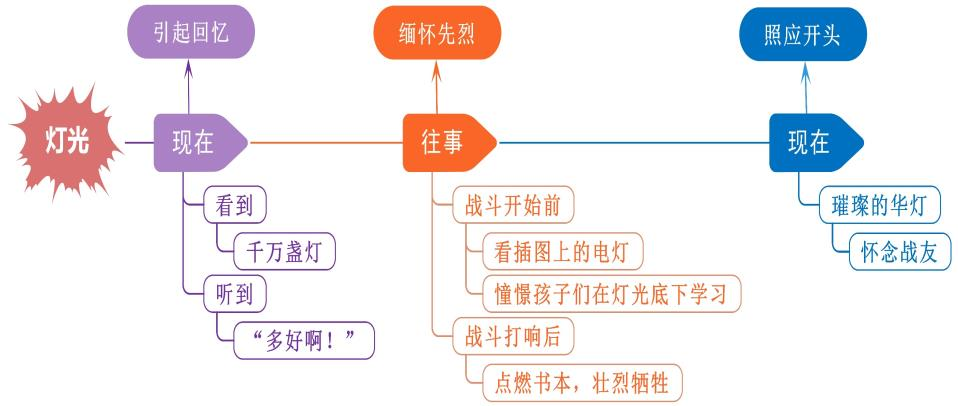 引起回忆
缅怀先烈
照应开头
灯光
现在
往事
现在
看到
千万盏灯
听到
“多好啊！”
战斗开始前
看插图上的电灯
憧憬孩子们在灯光底下学习
战斗打响后
点燃书本，壮烈牺牲
璀璨的华灯
怀念战友